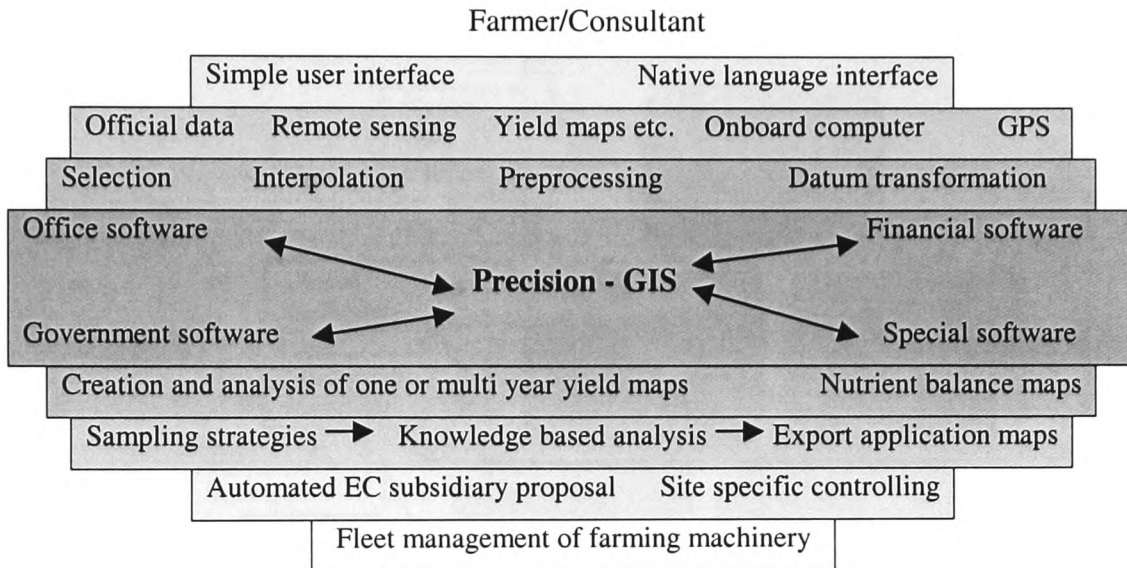 Farmer/Consultant
Simple user interface Native language interface
Official data Remote sensing Yield maps etc. Onboard computer GPS
Selection Interpolation Preprocessing Datum transformation
Office software Financial software
Precision - GIS
Government software Special software
Creation and analysis of one or multi year yield maps Nutrient balance maps
Sampling strategies Knowledge based analysis Export application maps
Automated EC subsidiary proposal Site specific controlling
Fleet management of farming machinery